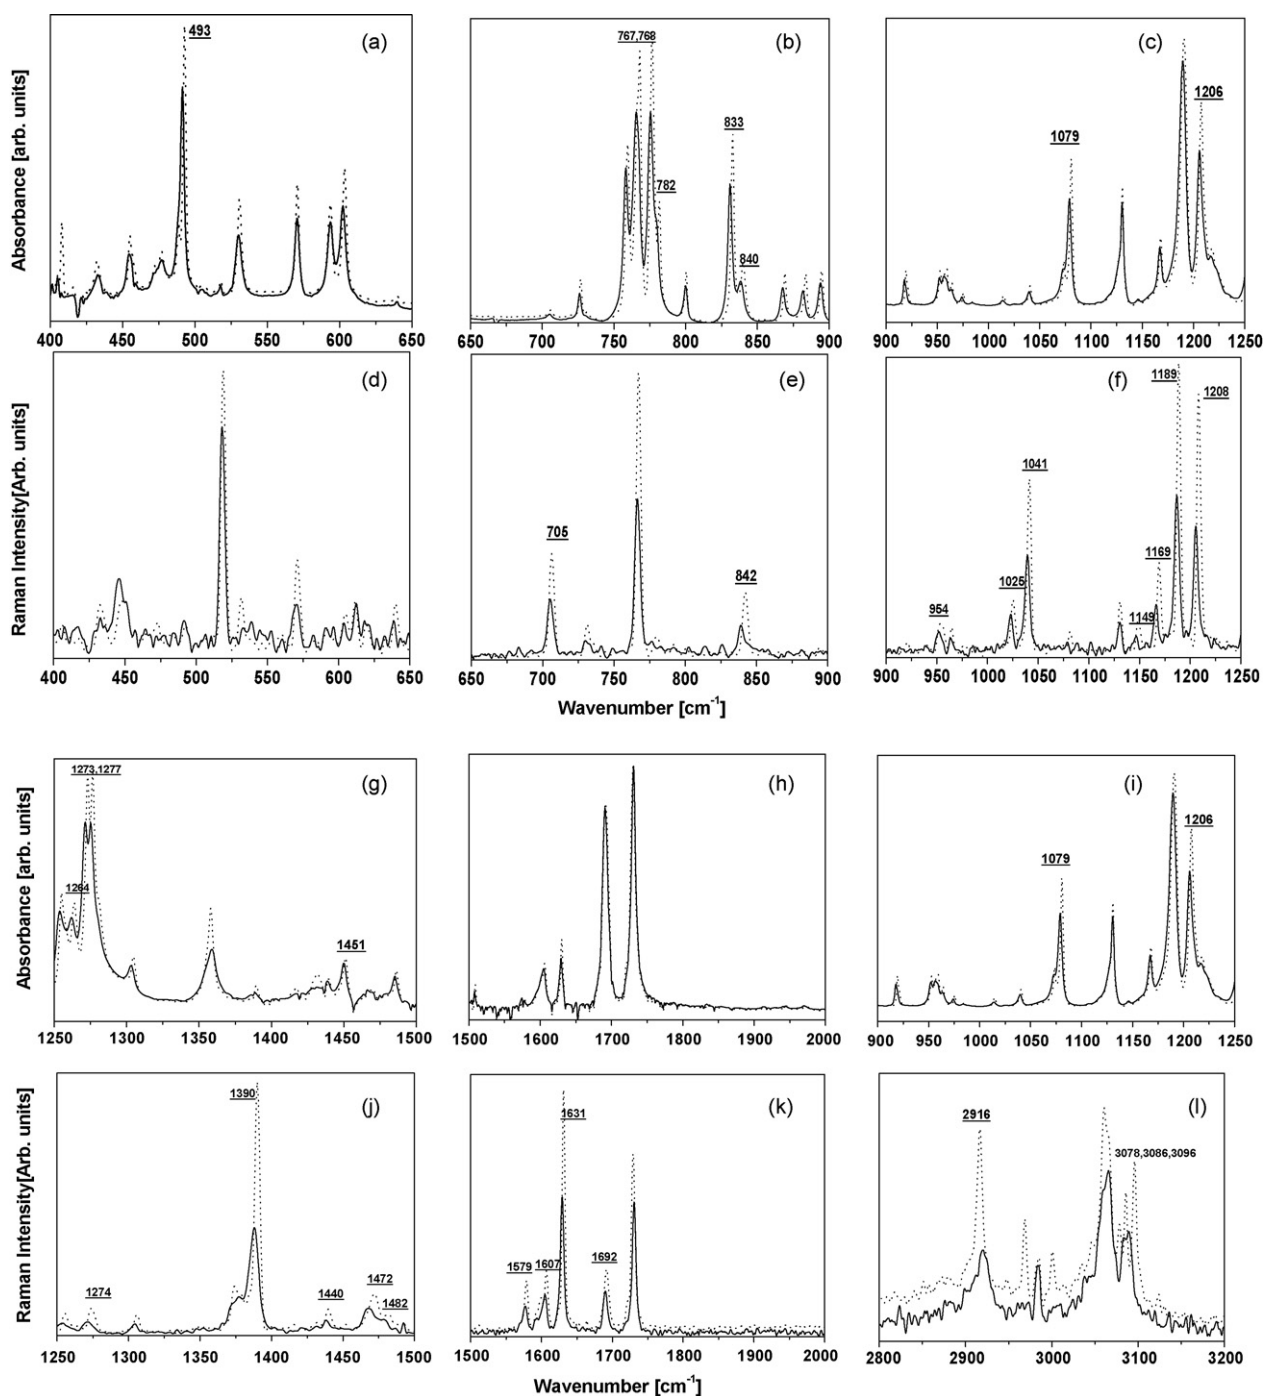 Absorbance [arb. units]
493
(a)
400 450 500 550 600 650
767,768
833
782
840
(b)
650 700 750 800 850 900
1079
1206
(c)
900 950 1000 1050 1100 1150 1200 1250
Raman Intensity[Arb. units]
(d)
400 450 500 550 600 650
705
842
(e)
650 700 750 800 850 900
954
1025
1041
1149
1169
1189
1208
(f)
900 950 1000 1050 1100 1150 1200 1250
Wavenumber [cm-1]
Absorbance [arb. units]
1273,1277
1264
1451
(g)
1250 1300 1350 1400 1450 1500
(h)
1500 1600 1700 1800 1900 2000
1079
1206
(i)
900 950 1000 1050 1100 1150 1200 1250
Raman Intensity[Arb. units]
1274
1390
1440
1472
1482
(j)
1250 1300 1350 1400 1450 1500
1579
1607
1631
1692
(k)
1500 1600 1700 1800 1900 2000
2916
3078,3086,3096
(l)
2800 2900 3000 3100 3200
Wavenumber [cm-1]